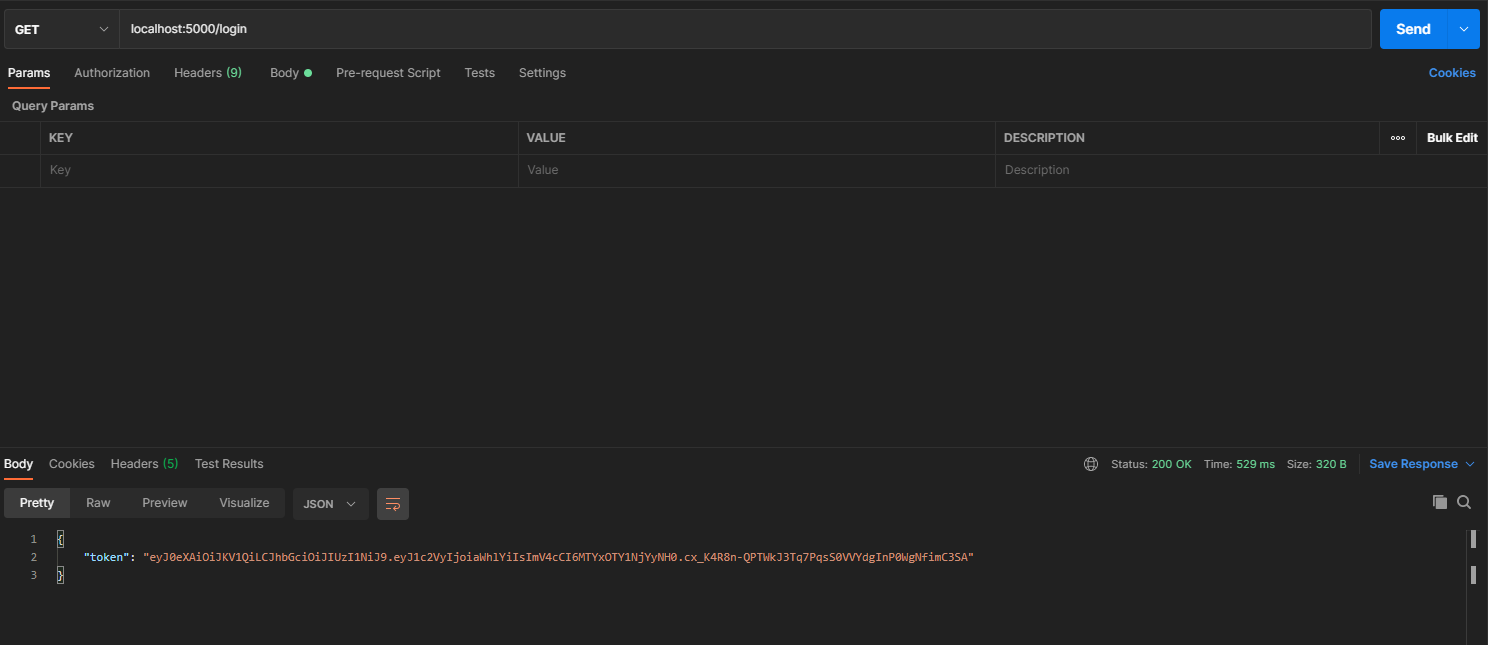 GET localhost:5000/login Send
Params Authorization Headers (9) Body Pre-request Script Tests Settings Cookies
Query Params
KEY VALUE DESCRIPTION Bulk Edit
Key Value Description
Body Cookies Headers (5) Test Results Status: 200 OK Time: 529 ms Size: 320 B Save Response
Pretty Raw Preview Visualize JSON
1 {
2 "token": "eyJ0eXAiOiJKV1QiLCJhbGciOiJIUzI1NiJ9.eyJ1c2VyIjoiaWhlYiIsImV4cCI6MTYxOTY1NjYyNH0.cx_K4R8n-QPTWkJ3Tq7PqsS0VVYdgInP0WgNfimC3SA"
3 }